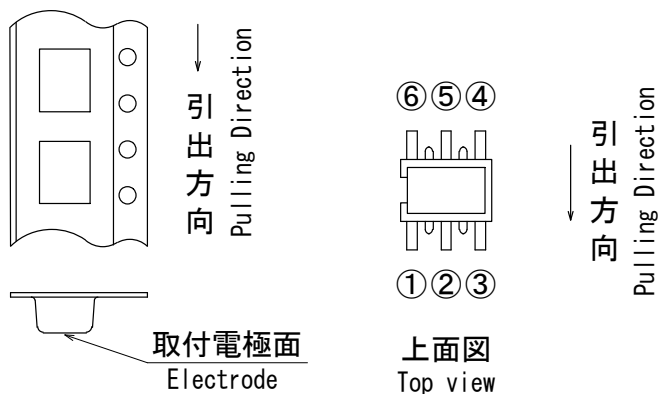 引出方向
Pulling Direction
取付電極面
Electrode
⑥⑤④
①②③
上面図
Top view
引出方向
Pulling Direction